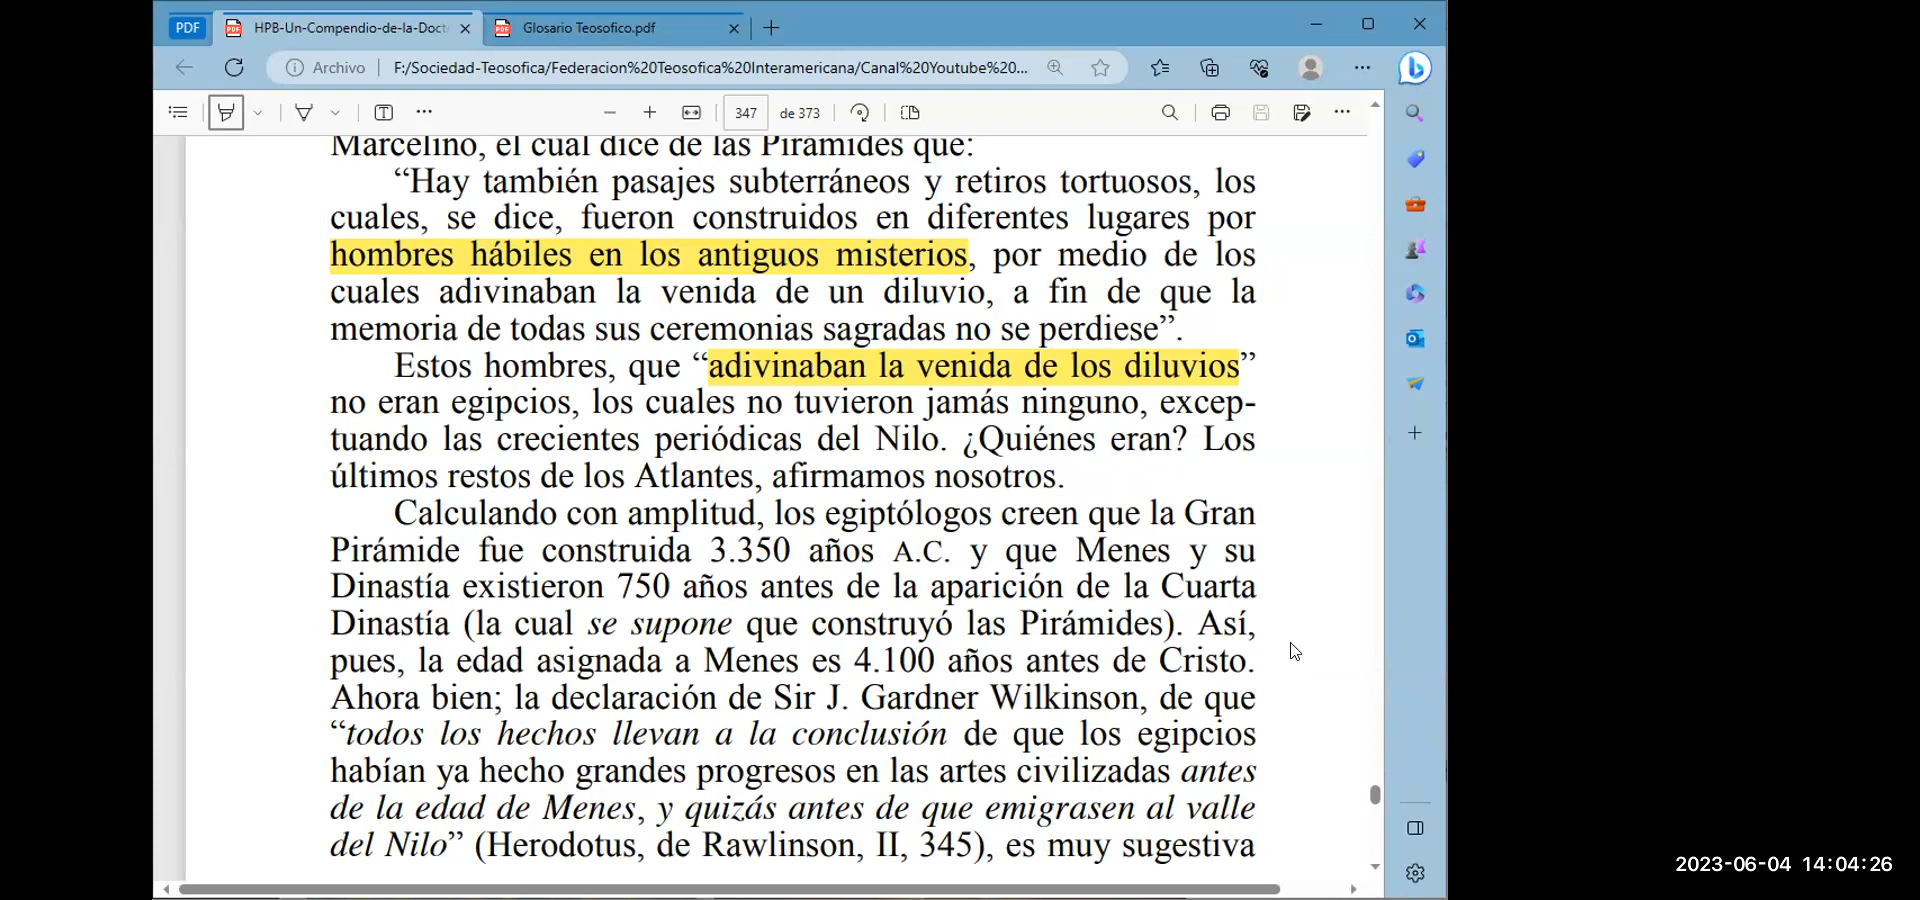 PDF
HPB-Un-Compendio-de-la-Doct
Glosario Teosofico.pdf
Archivo
F:/Sociedad-Teosofica/Federacion%20Teosofica%20Interamericana/Canal%20Youtube%20...
347
de 373
Marcelino, el cual dice de las Pirámides que:
“Hay también pasajes subterráneos y retiros tortuosos, los
cuales, se dice, fueron construidos en diferentes lugares por
hombres hábiles en los antiguos misterios, por medio de los
cuales adivinaban la venida de un diluvio, a fin de que la
memoria de todas sus ceremonias sagradas no se perdiese”.
Estos hombres, que “adivinaban la venida de los diluvios”
no eran egipcios, los cuales no tuvieron jamás ninguno, excep-
tuando las crecientes periódicas del Nilo. ¿Quiénes eran? Los
últimos restos de los Atlantes, afirmamos nosotros.
Calculando con amplitud, los egiptólogos creen que la Gran
Pirámide fue construida 3.350 años A.C. y que Menes y su
Dinastía existieron 750 años antes de la aparición de la Cuarta
Dinastía (la cual se supone que construyó las Pirámides). Así,
pues, la edad asignada a Menes es 4.100 años antes de Cristo.
Ahora bien; la declaración de Sir J. Gardner Wilkinson, de que
“todos los hechos llevan a la conclusión de que los egipcios
habían ya hecho grandes progresos en las artes civilizadas antes
de la edad de Menes, y quizás antes de que emigrasen al valle
del Nilo” (Herodotus, de Rawlinson, II, 345), es muy sugestiva
2023-06-04 14:04:26